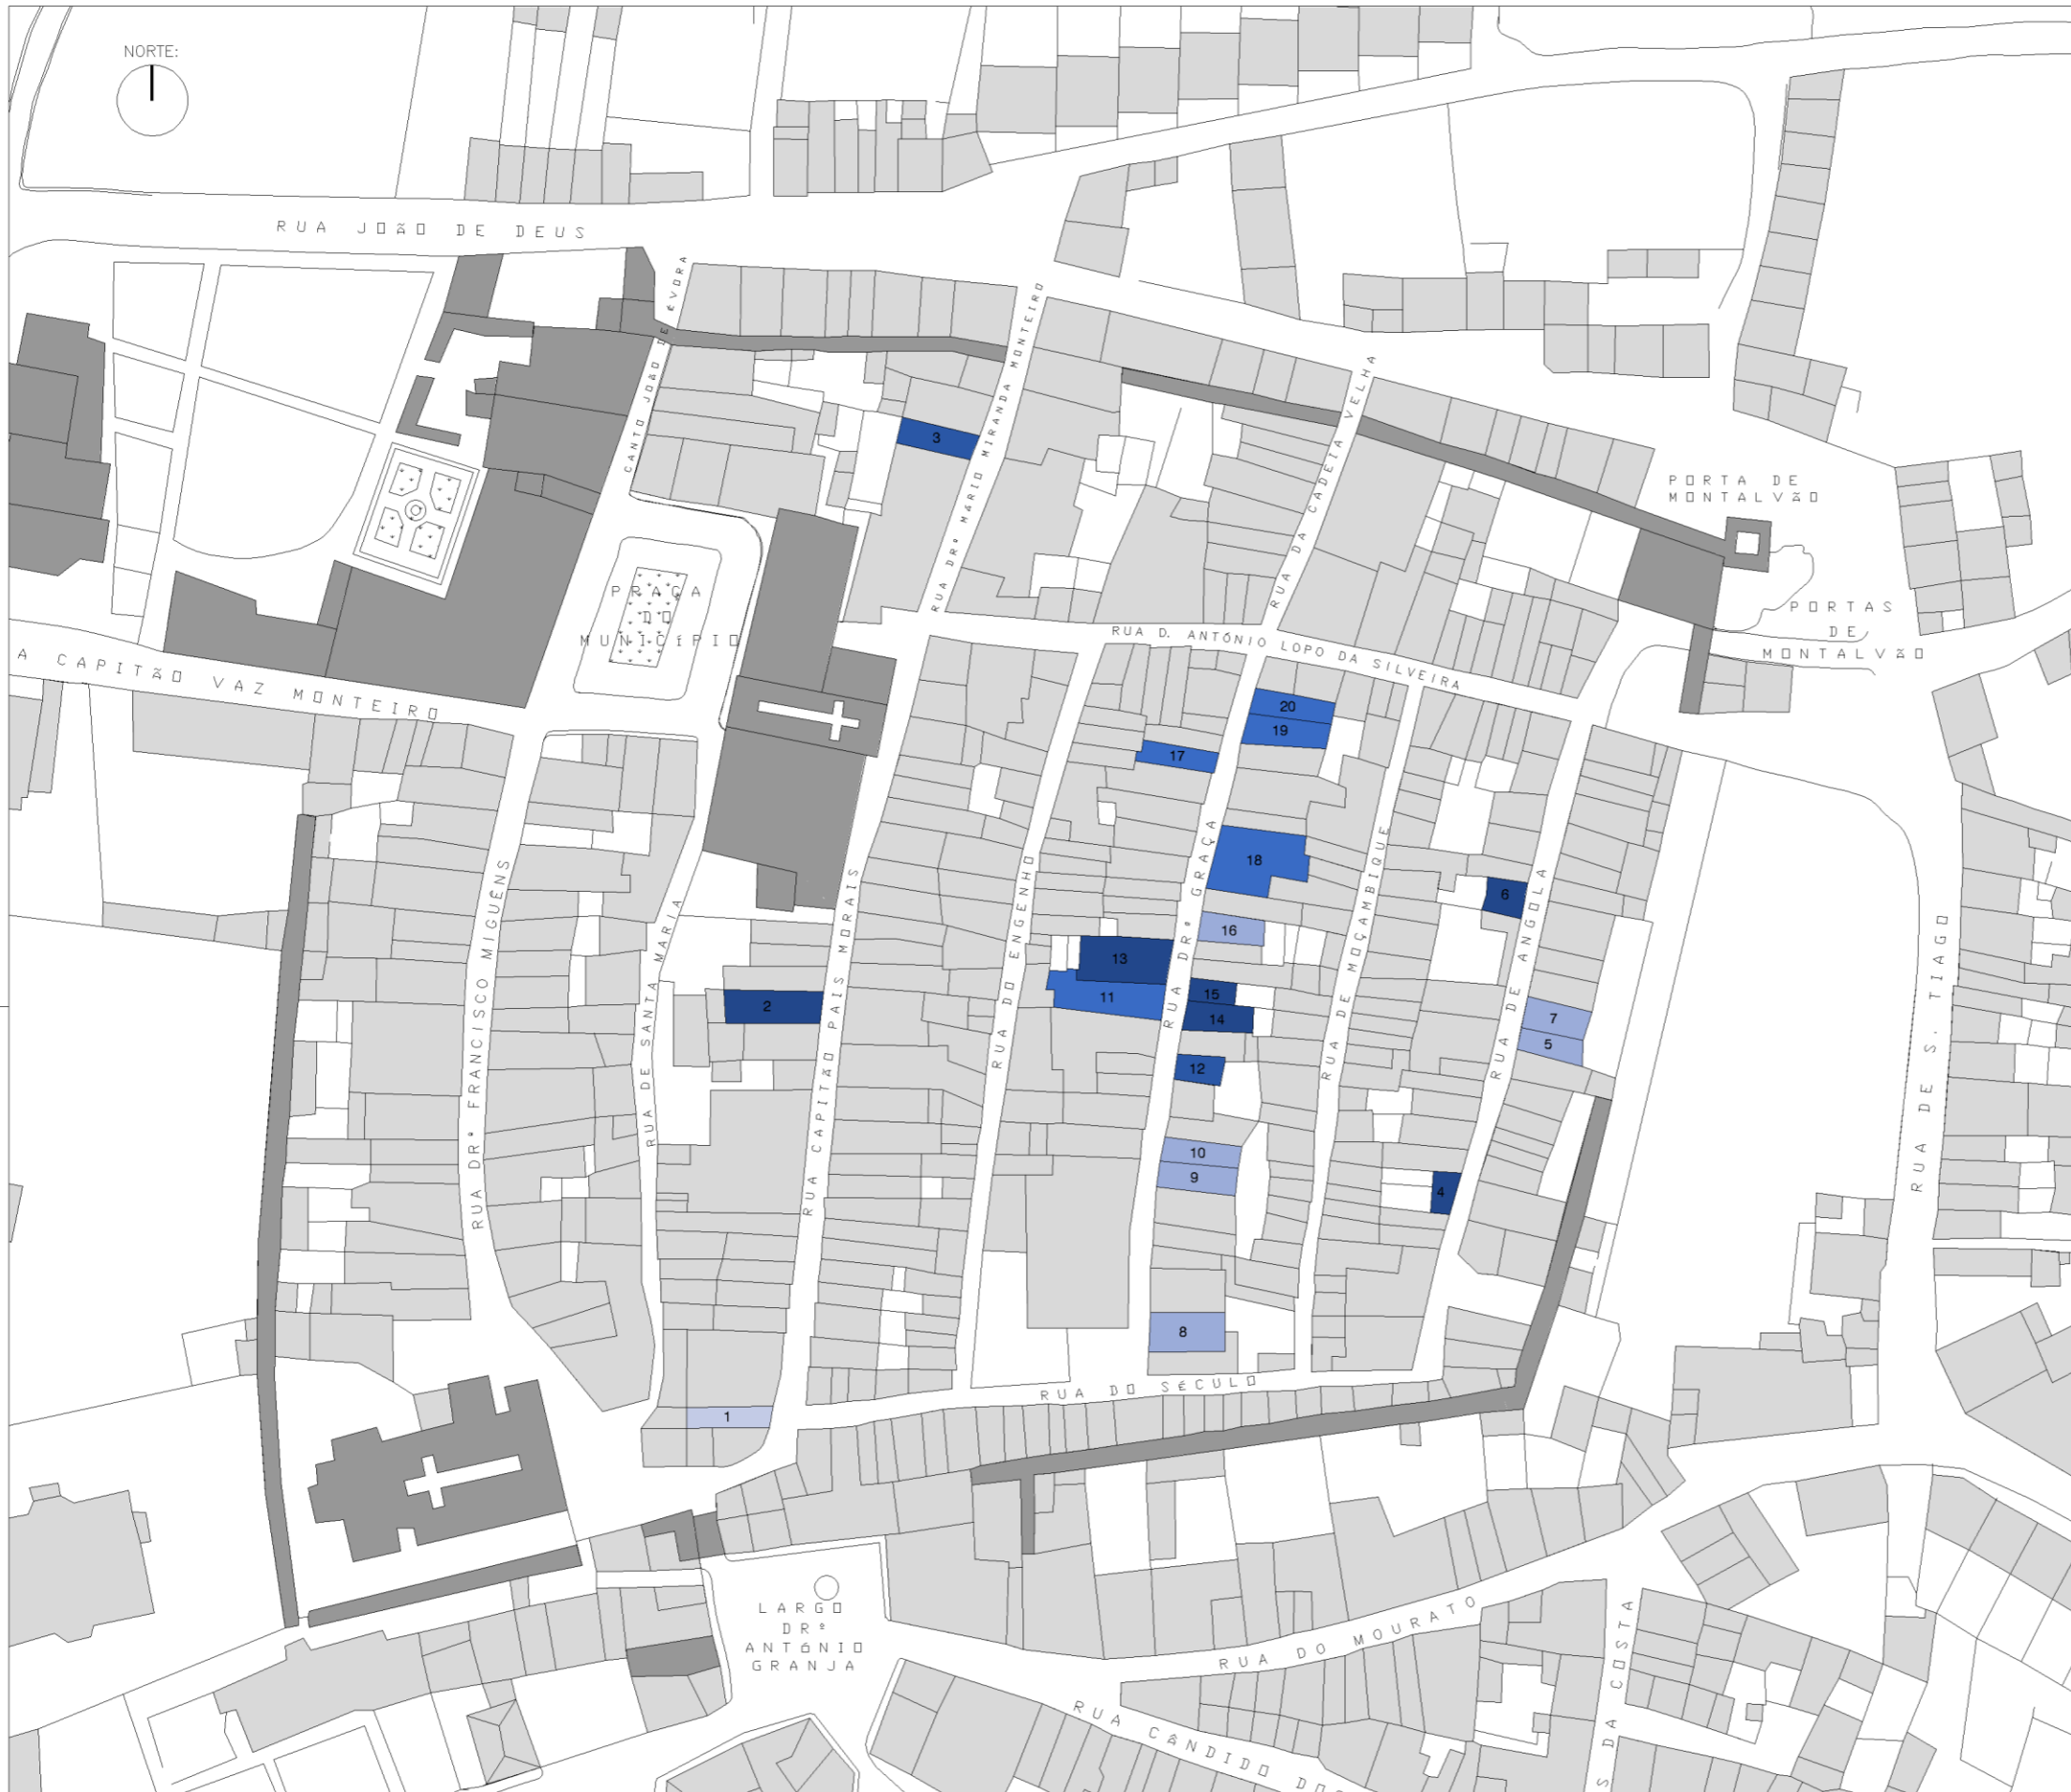 NORTE:
RUA JOãO DE DEUS
CANTO JOãO DE ÉVORA
RUA DRº MáRIO MIRANDA MONTEIRO
RUA DA CADEIA VELHA
3
PORTA DE
MONTALVãO
PORTAS
DE
MONTALVãO
PRAÇA
DO
MUNICíPIO
RUA D. ANTÓNIO LOPO DA SILVEIRA
A CAPITãO VAZ MONTEIRO
20
19
17
18
6
16
13
15
11
14
2
7
5
12
10
9
4
8
1
RUA DRº FRANCISCO MIGUÉNS
RUA DE SANTA MARIA
RUA CAPITãO PAIS MORAIS
RUA DO ENGENHO
RUA DRº GRAÇA
RUA DE MOÇAMBIQUE
RUA DE ANGOLA
RUA DE S. TIAGO
RUA DO SÉCULO
LARGO
DRº
ANTóNIO
GRANJA
RUA DO MOURATO
RUA CâNDIDO DO
S DA COSTA